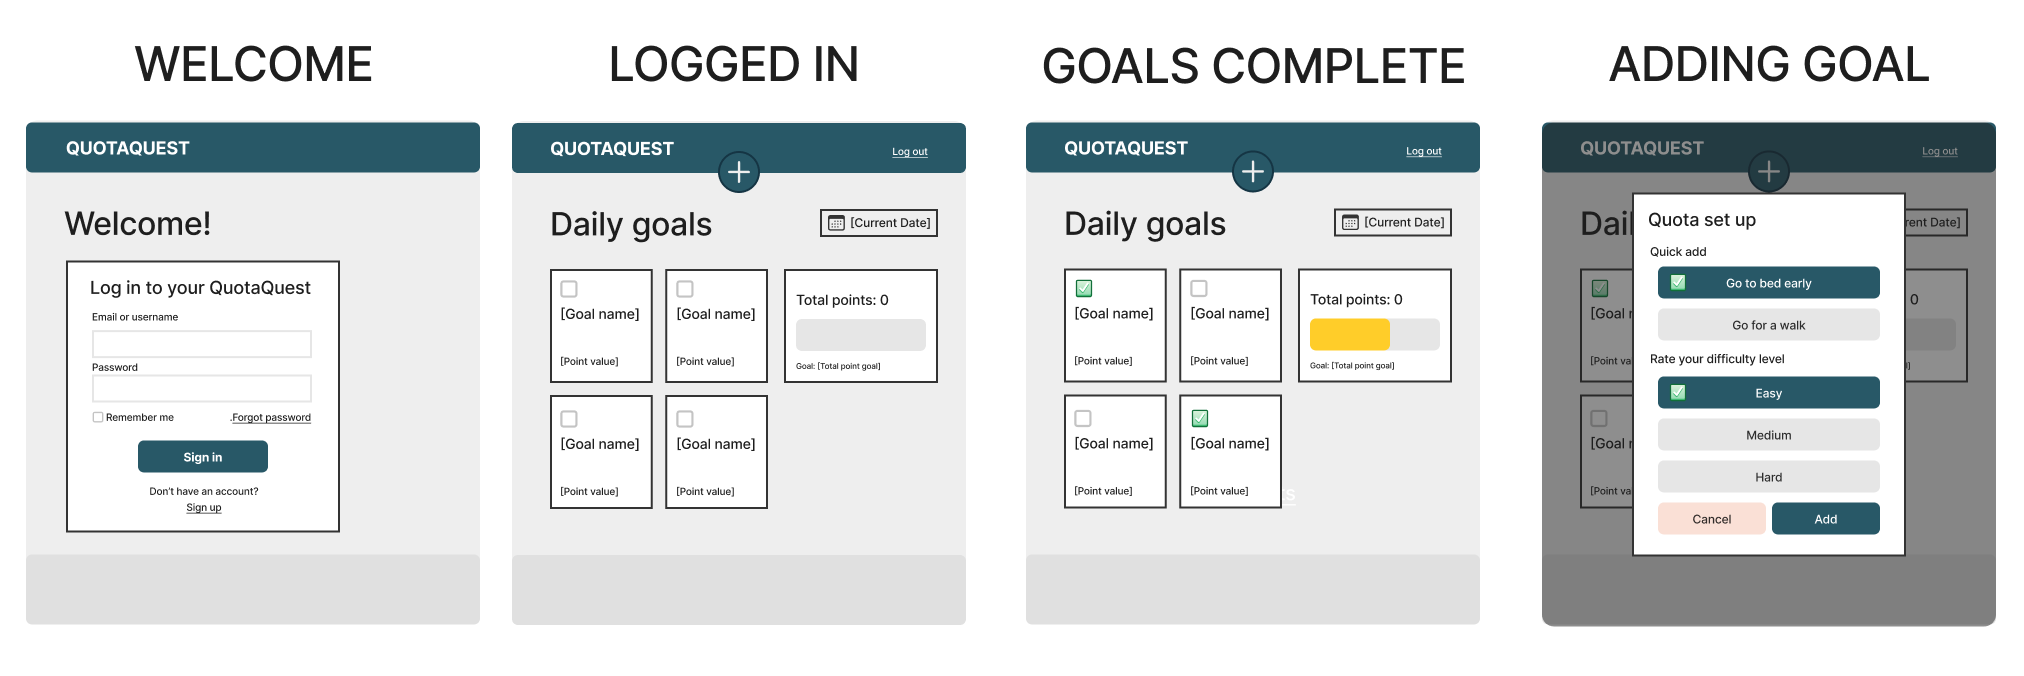 WELCOME
QUOTAQUEST
Welcome!
Log in to your QuotaQuest
Email or username
Password
Remember me
.Forgot password
Sign in
Don't have an account?
Sign up
LOGGED IN
QUOTAQUEST
Log out
Daily goals
[Current Date]
[Goal name]
[Point value]
[Goal name]
[Point value]
Total points: 0
Goal: [Total point goal]
[Goal name]
[Point value]
[Goal name]
[Point value]
GOALS COMPLETE
QUOTAQUEST
Log out
Daily goals
[Current Date]
[Goal name]
[Point value]
[Goal name]
[Point value]
Total points: 0
Goal: [Total point goal]
[Goal name]
[Point value]
[Goal name]
[Point value]
ADDING GOAL
QUOTAQUEST
Log out
Dail
rent Date]
[Goal r
[Point va
0
[Goal r
[Point va
Quota set up
Quick add
Go to bed early
Go for a walk
Rate your difficulty level
Easy
Medium
Hard
Cancel
Add